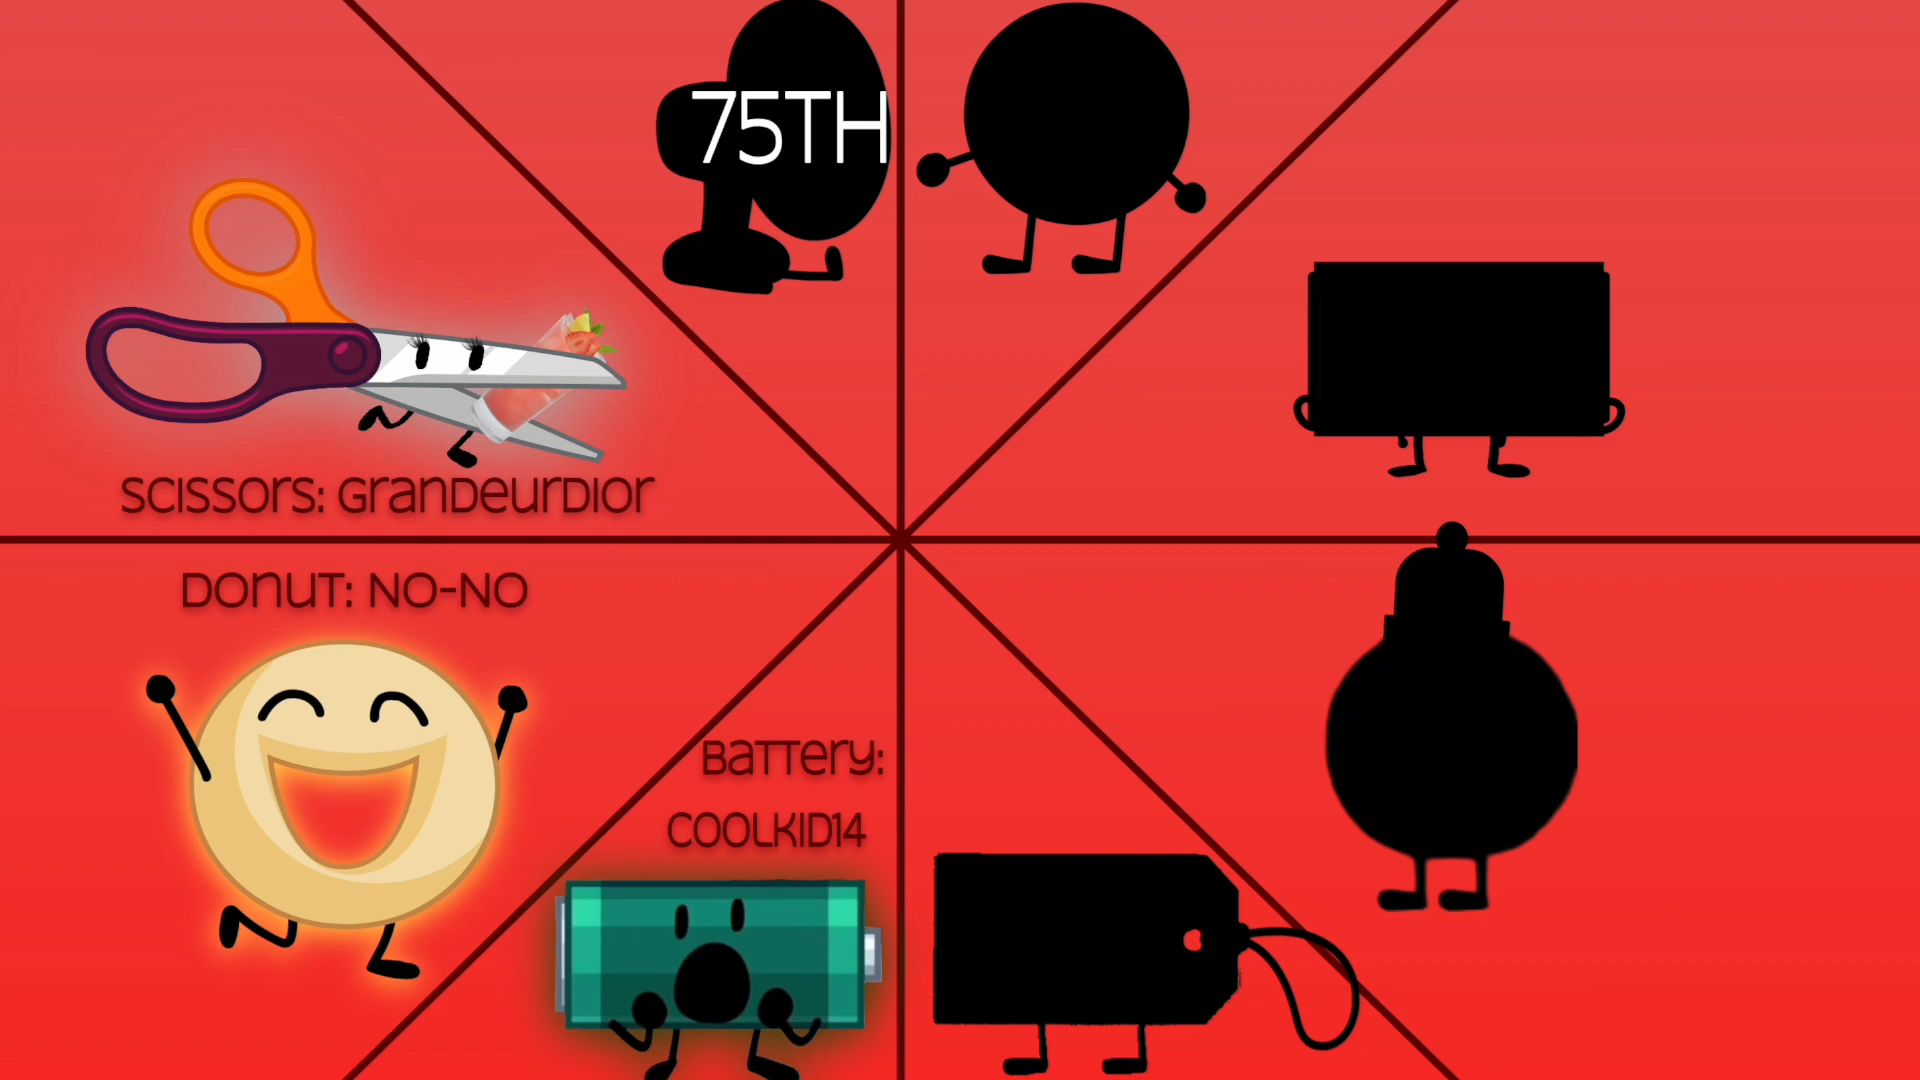 75TH
SCISSORS: GRANDEURDIOR
DONUT: NO-NO
BATTERY:
COOLKID14